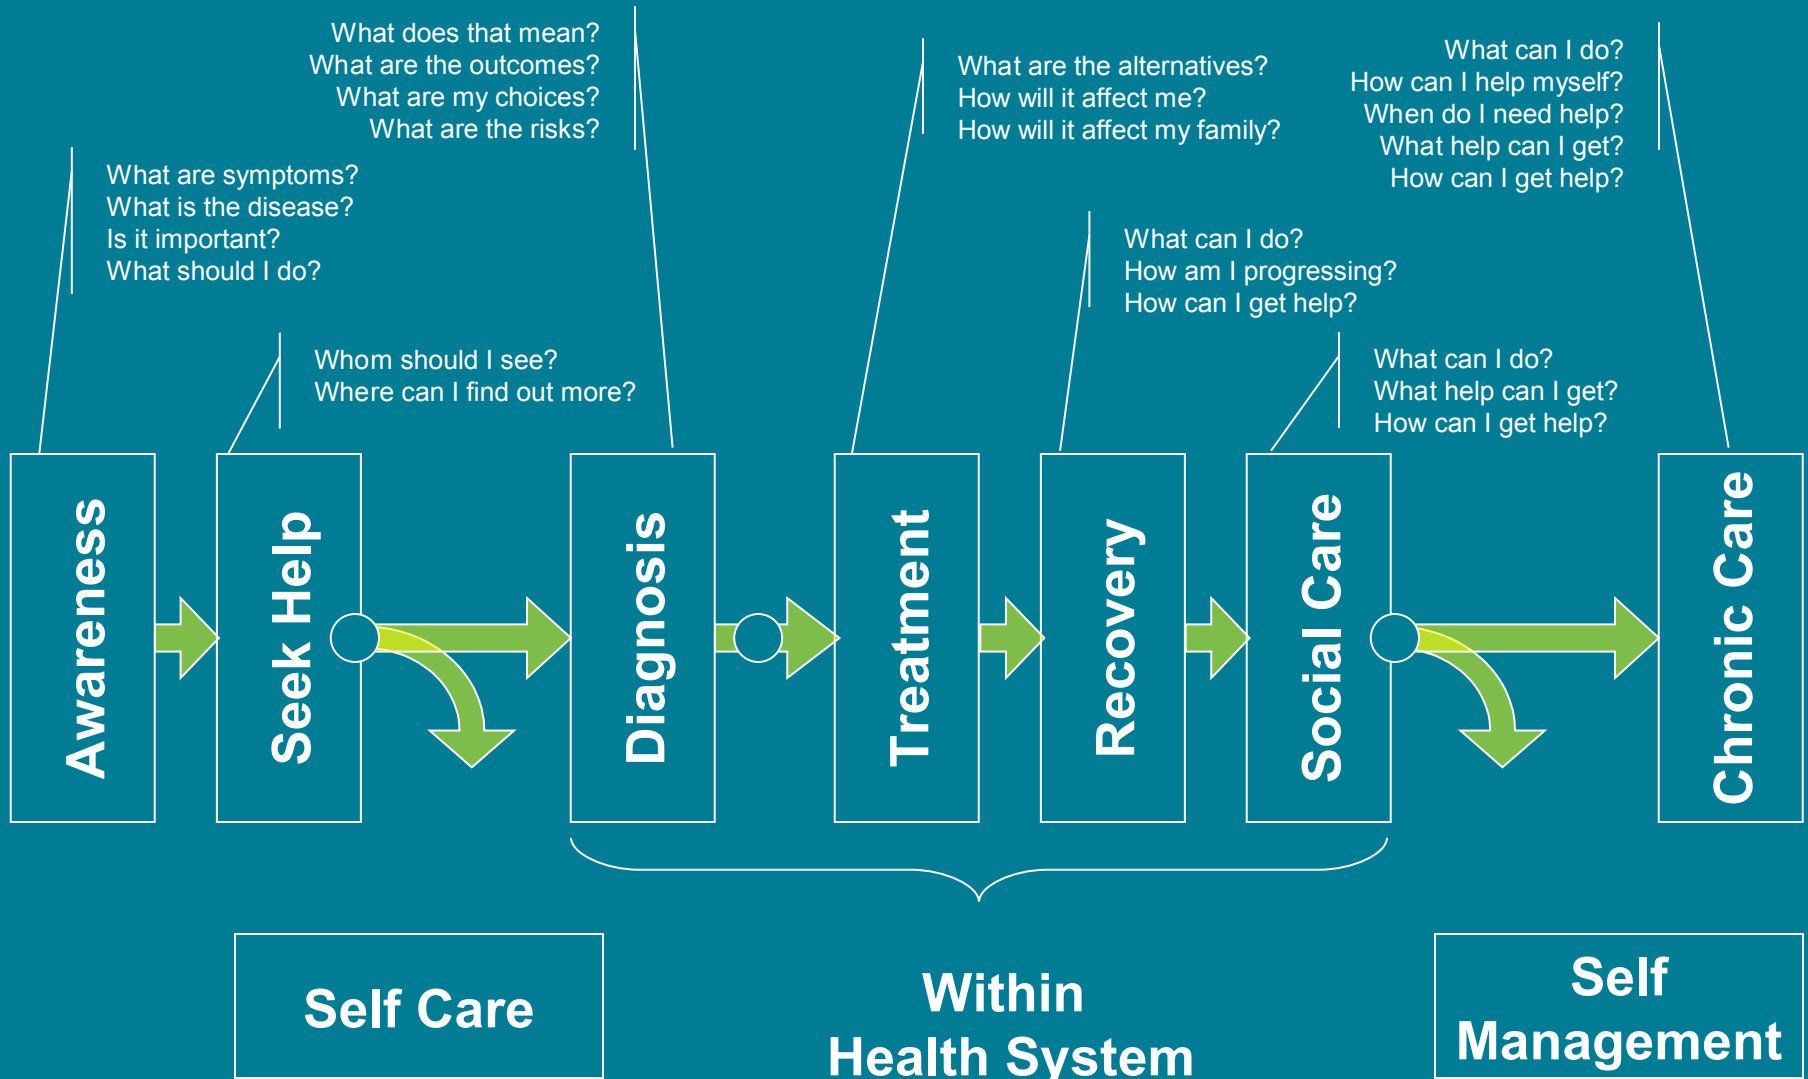 What does that mean?
What are the outcomes?
What are my choices?
What are the risks?
What are the alternatives?
How will it affect me?
How will it affect my family?
What can I do?
How can I help myself?
When do I need help?
What help can I get?
How can I get help?
What are symptoms?
What is the disease?
Is it important?
What should I do?
What can I do?
How am I progressing?
How can I get help?
Whom should I see?
Where can I find out more?
What can I do?
What help can I get?
How can I get help?
Awareness
Seek Help
Diagnosis
Treatment
Recovery
Social Care
Chronic Care
Self Care
Within
Health System
Self
Management